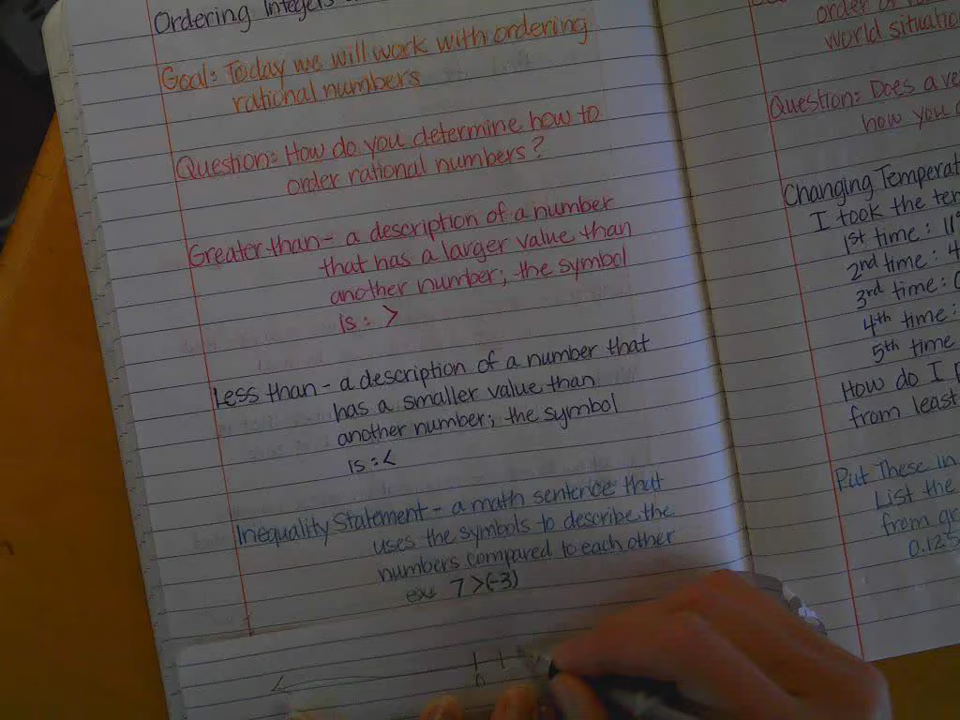 Ordering Integers
Goal: Today we will work with ordering
rational numbers
Question: How do you determine how to
order rational numbers?
Greater than - a description of a number
that has a larger value than
another number; the symbol
is: >
Less than - a description of a number that
has a smaller value than
another number; the symbol
is: <
Inequality Statement - a math sentence that
uses the symbols to describe the
numbers compared to each other
ex: 7 > (-3)
0
order
world situation
Question: Does a
how you
Changing
I took the
1st time: 11°
2nd time: 4
3rd time:
4th time:
5th time
How do I
from least
Put These in
List the
from
0.125